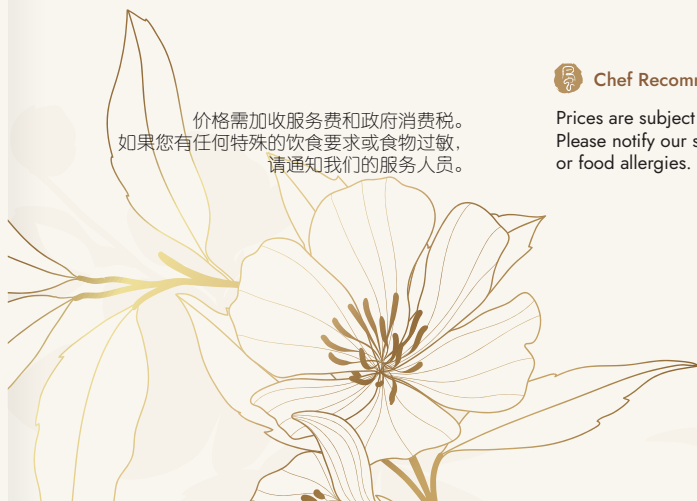 价格需加收服务费和政府消费税。
如果您有任何特殊的饮食要求或食物过敏，
请通知我们的服务人员。
Chef Recom
Prices are subject
Please notify our
or food allergies.